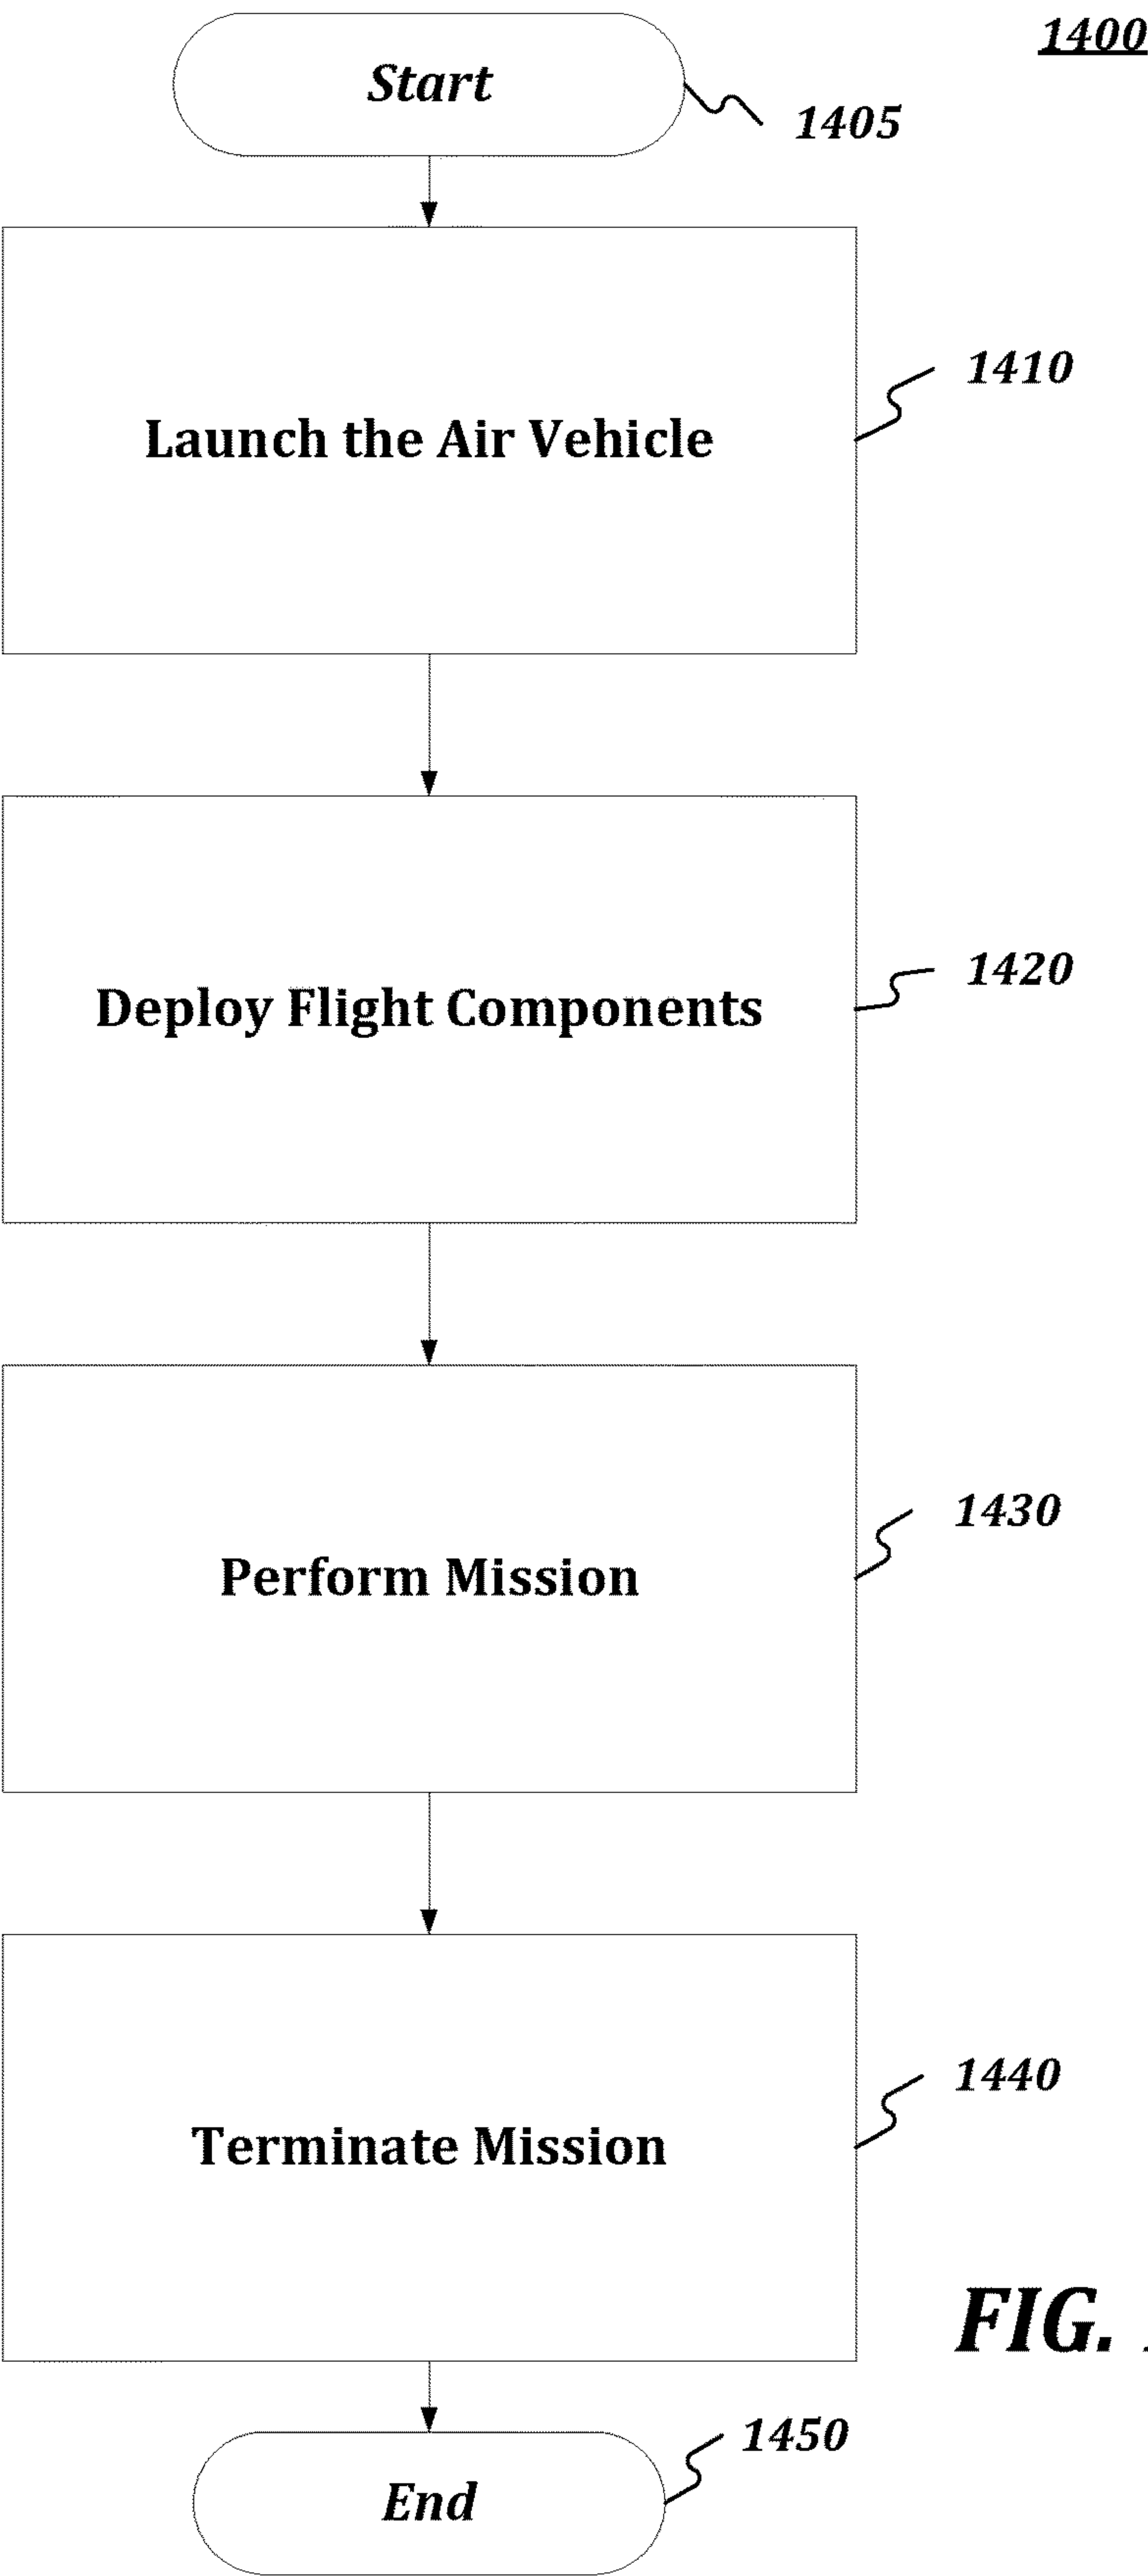 1400
Start
1405
Launch the Air Vehicle
1410
Deploy Flight Components
1420
Perform Mission
1430
Terminate Mission
1440
FIG.
End
1450